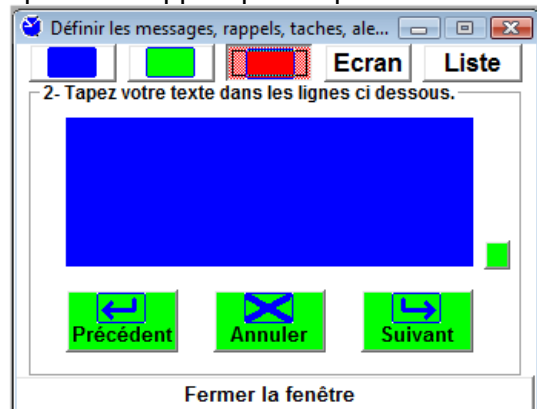 Définir les messages, rappels, taches, ale...
Ecran Liste
2- Tapez votre texte dans les lignes ci dessous.
Précédent Annuler Suivant
Fermer la fenêtre